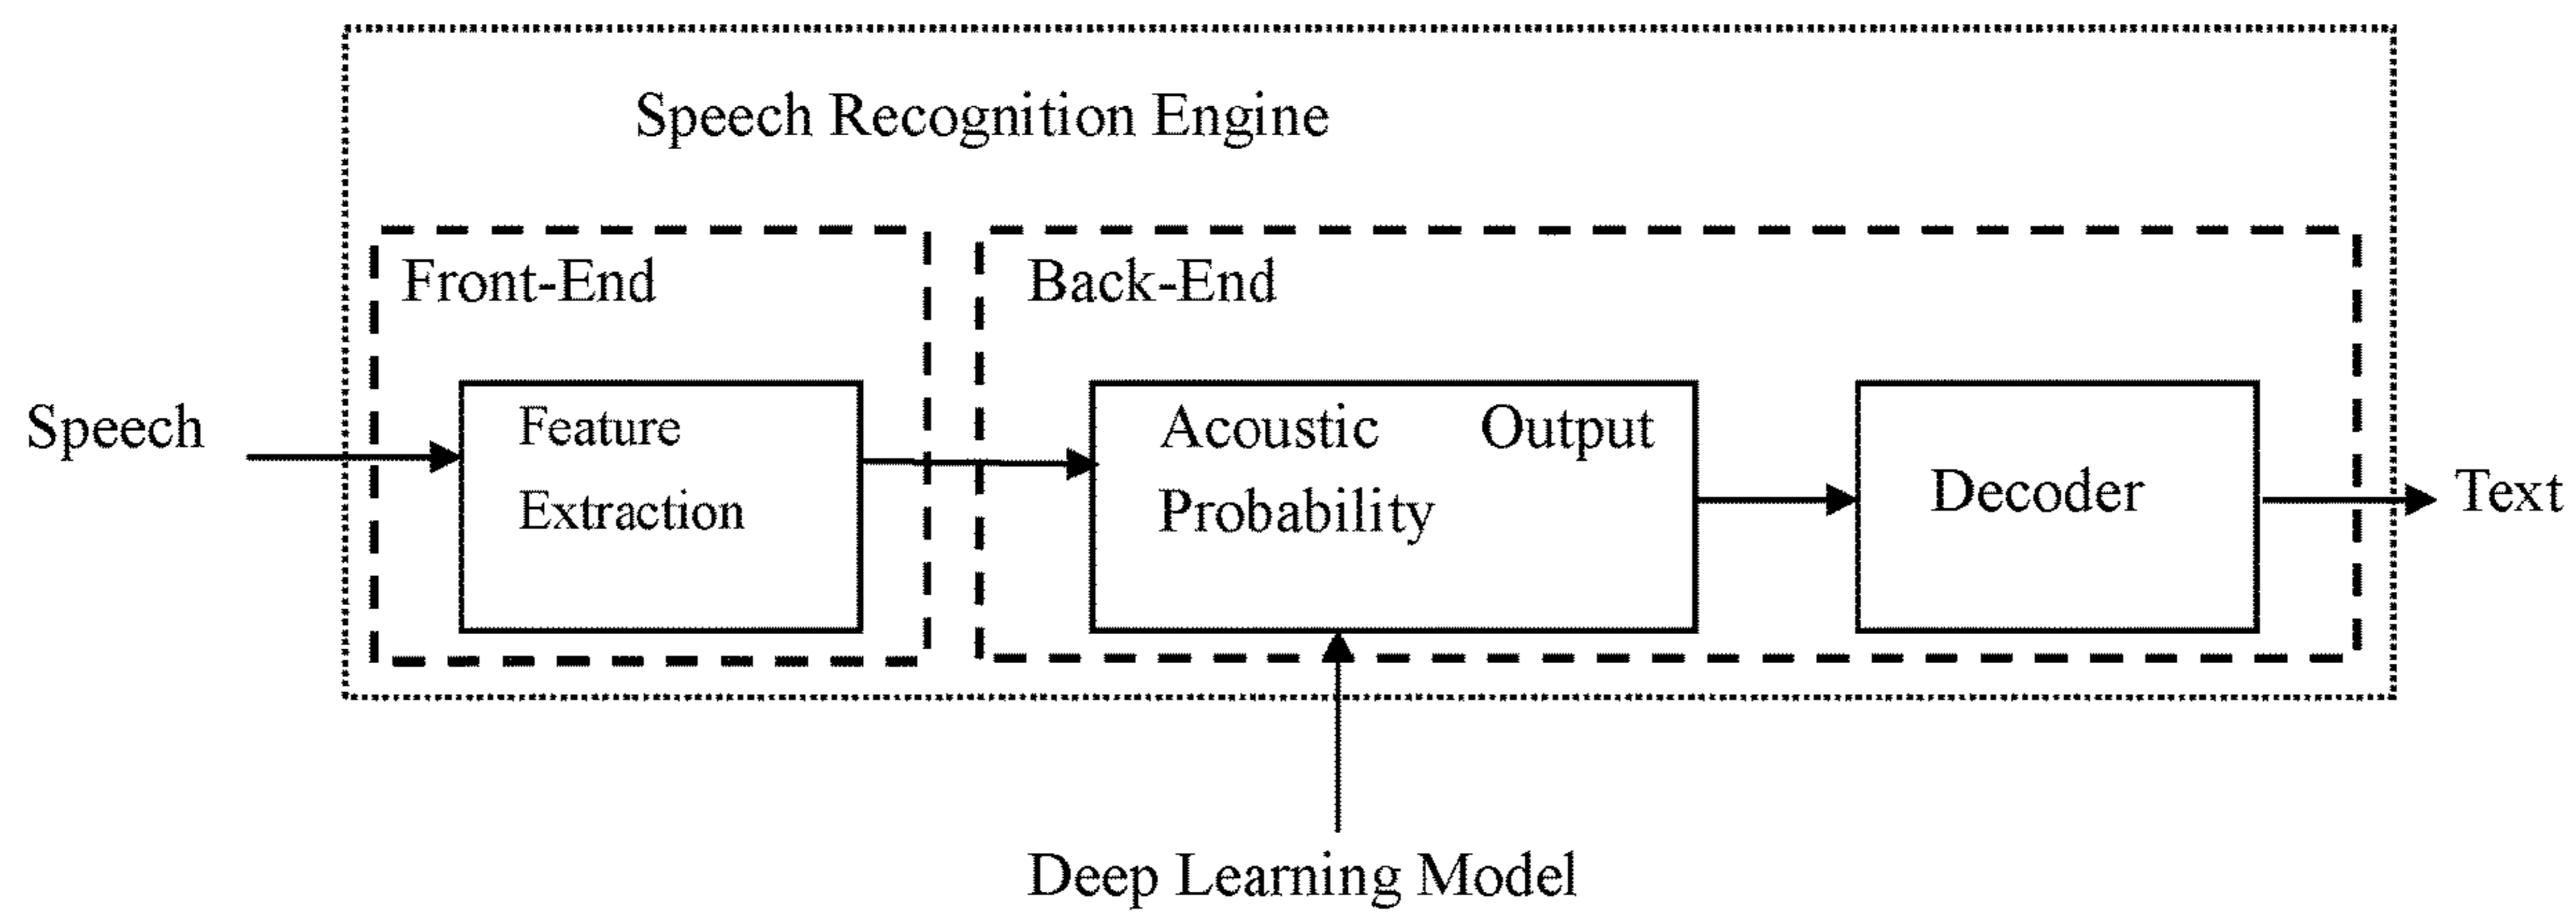 Speech Recognition Engine
Front-End
Back-End
Speech
Feature
Extraction
Acoustic Output
Probability
Decoder
Text
Deep Learning Model